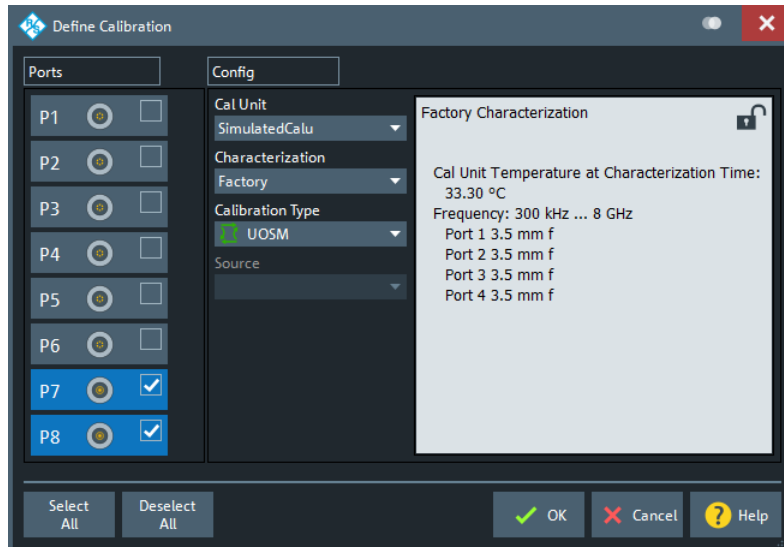 Define Calibration
Ports
P1
P2
P3
P4
P5
P6
P7
P8
Config
Cal Unit
SimulatedCalu
Characterization
Factory
Calibration Type
UOSM
Source
Factory Characterization
Cal Unit Temperature at Characterization Time:
33.30 °C
Frequency: 300 kHz ... 8 GHz
Port 1 3.5 mm f
Port 2 3.5 mm f
Port 3 3.5 mm f
Port 4 3.5 mm f
Select
All
Deselect
All
OK
Cancel
? Help